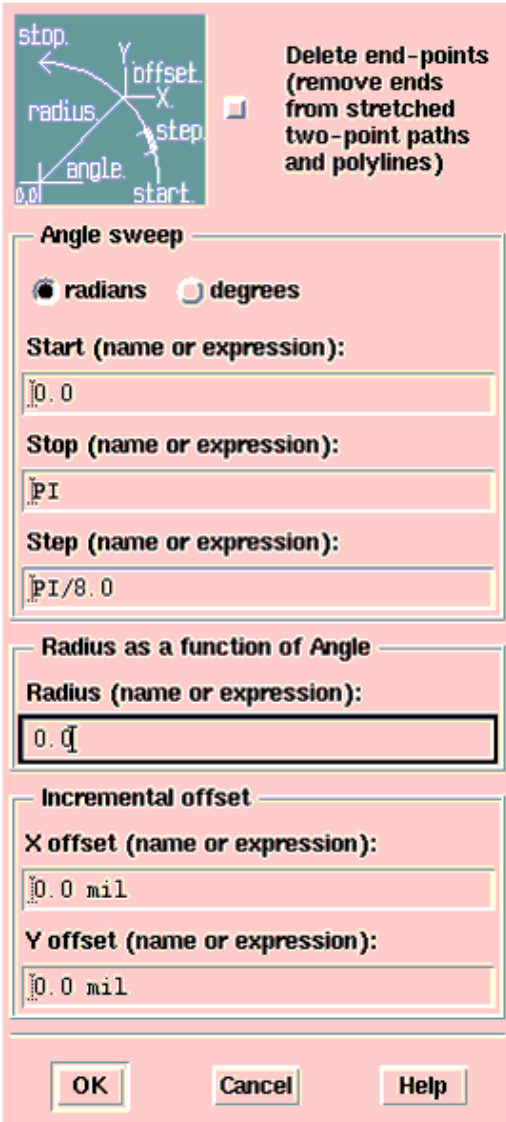 stop.
Y
offset.
X.
radius.
step.
angle.
0,0
start.
Delete end-points
(remove ends
from stretched
two-point paths
and polylines)
Angle sweep
radians degrees
Start (name or expression):
0.0
Stop (name or expression):
PI
Step (name or expression):
PI/8.0
Radius as a function of Angle
Radius (name or expression):
0.0
Incremental offset
X offset (name or expression):
0.0 mil
Y offset (name or expression):
0.0 mil
OK Cancel Help